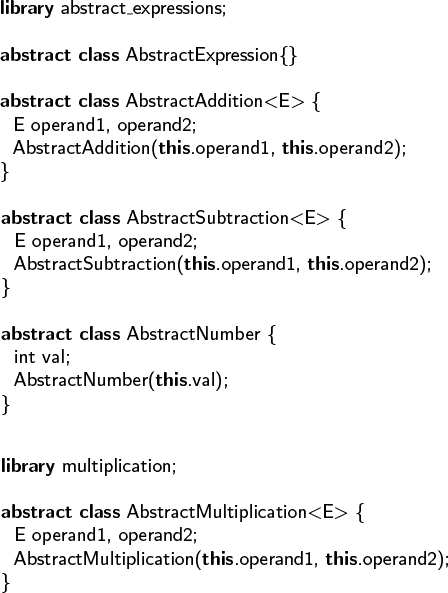 library abstract_expressions;
abstract class AbstractExpression{}
abstract class AbstractAddition<E> {
E operand1, operand2;
AbstractAddition(this.operand1, this.operand2);
}
abstract class AbstractSubtraction<E> {
E operand1, operand2;
AbstractSubtraction(this.operand1, this.operand2);
}
abstract class AbstractNumber {
int val;
AbstractNumber(this.val);
}
library multiplication;
abstract class AbstractMultiplication<E> {
E operand1, operand2;
AbstractMultiplication(this.operand1, this.operand2);
}